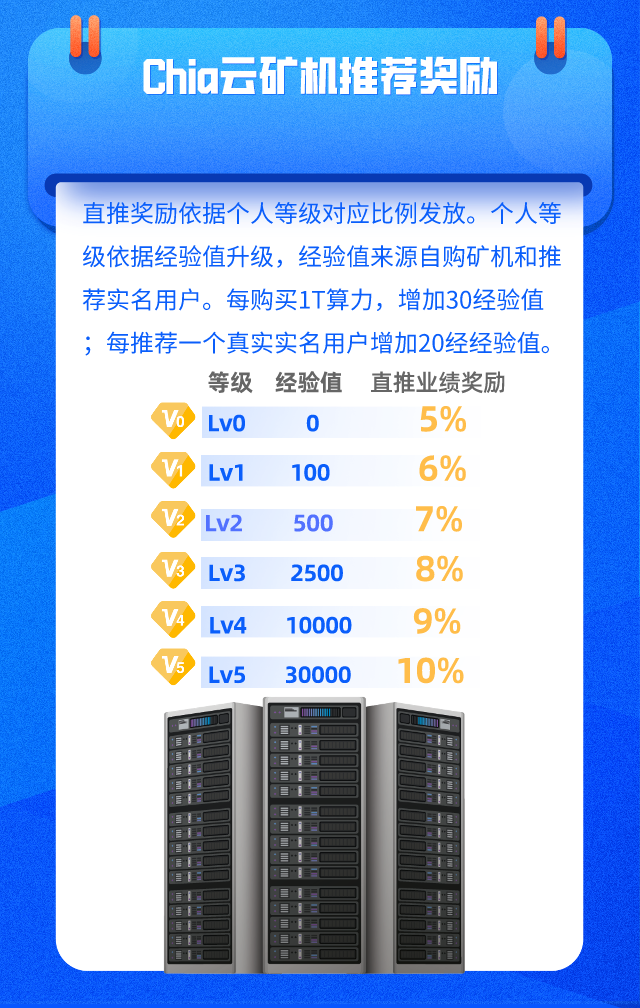 Chia云矿机推荐奖励
直推奖励依据个人等级对应比例发放。个人等
级依据经验值升级，经验值来源自购矿机和推
荐实名用户。每购买1T算力，增加30经验值
；每推荐一个真实实名用户增加20经经验值。
等级 经验值 直推业绩奖励
V0 Lv0 0 5%
V1 Lv1 100 6%
V2 Lv2 500 7%
V3 Lv3 2500 8%
V4 Lv4 10000 9%
V5 Lv5 30000 10%